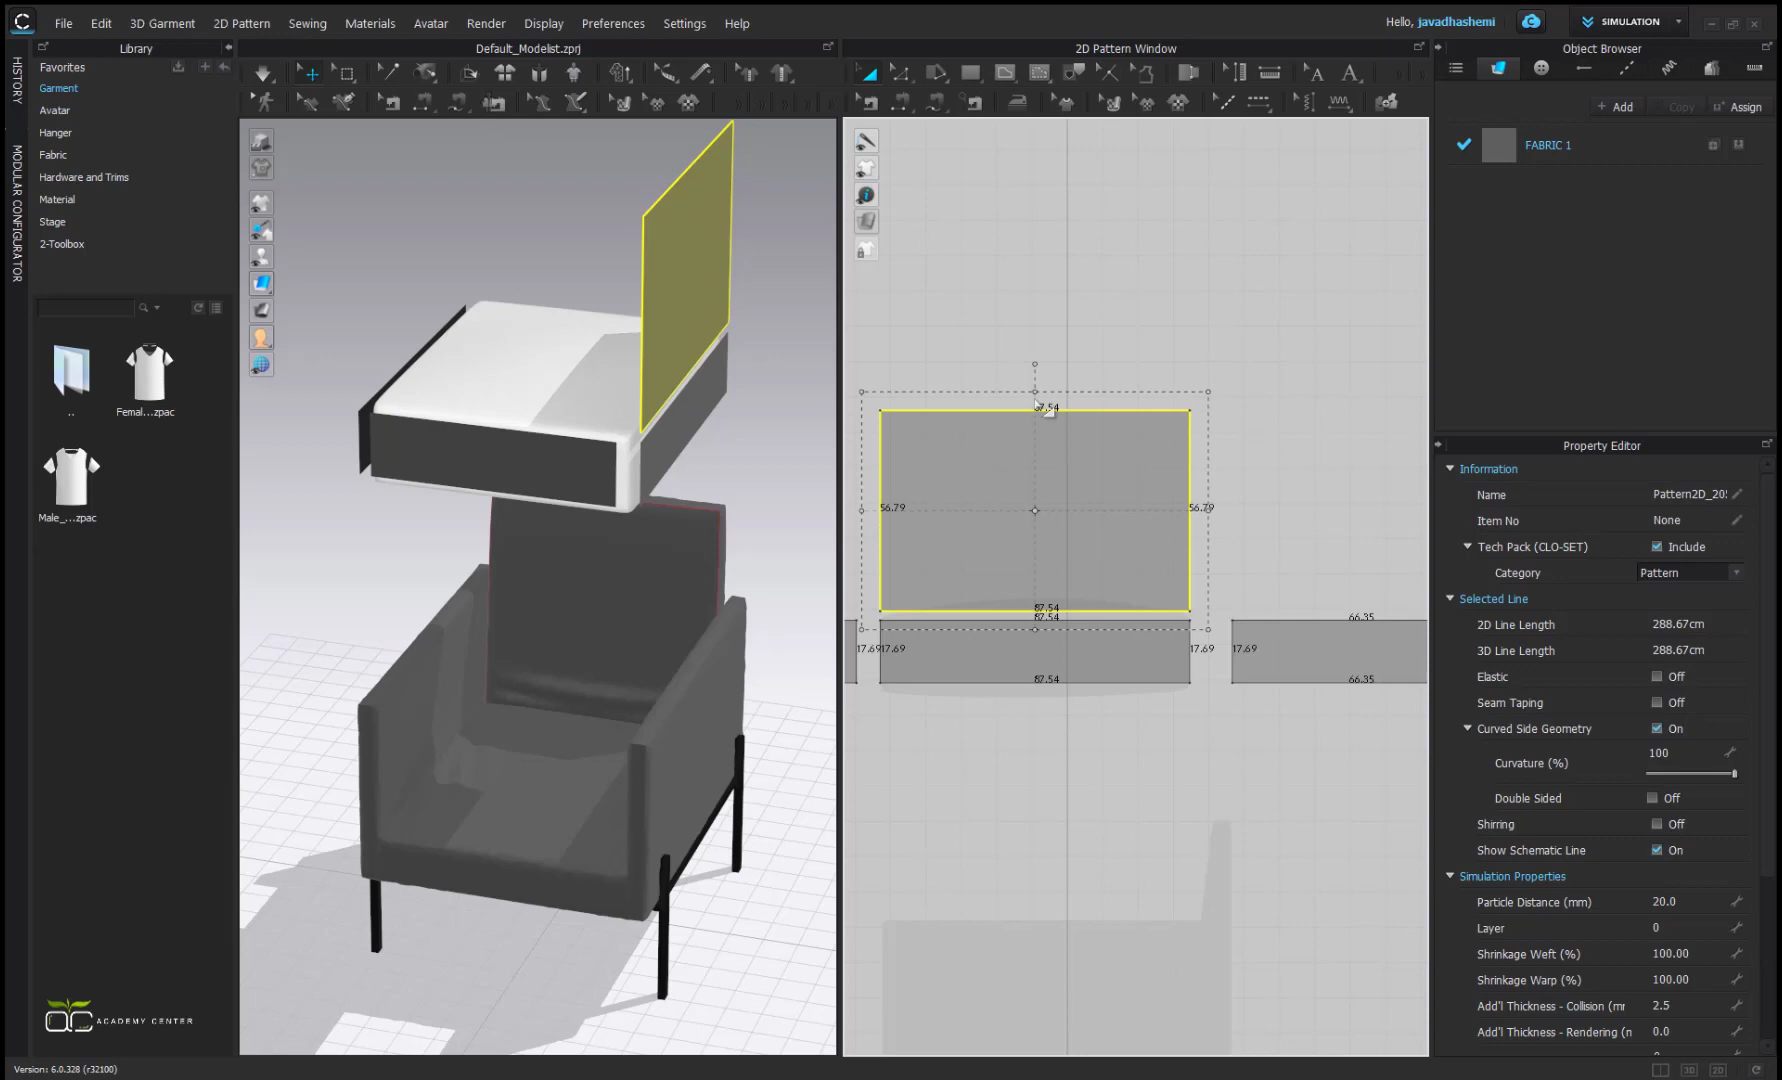 File Edit 3D Garment 2D Pattern Sewing Materials Avatar Render Display Preferences Settings Help
Hello, javadhashemi
SIMULATION
HISTORY
MODULAR CONFIGURATOR
Library
Favorites
Garment
Avatar
Hanger
Fabric
Hardware and Trims
Material
Stage
2-Toolbox
..
Femal...zpac
Male_...zpac
ACADEMY CENTER
Default_Modelist.zprj
2D Pattern Window
87.54
56.79
56.79
87.54
87.54
66.35
17.69
17.69
17.69
17.69
87.54
66.35
Object Browser
+ Add Copy Assign
FABRIC 1
Property Editor
Information
Name Pattern2D_20
Item No None
Tech Pack (CLO-SET) Include
Category Pattern
Selected Line
2D Line Length 288.67cm
3D Line Length 288.67cm
Elastic Off
Seam Taping Off
Curved Side Geometry On
Curvature (%) 100
Double Sided Off
Shirring Off
Show Schematic Line On
Simulation Properties
Particle Distance (mm) 20.0
Layer 0
Shrinkage Weft (%) 100.00
Shrinkage Warp (%) 100.00
Add'l Thickness - Collision (mr 2.5
Add'l Thickness - Rendering (n 0.0
Version: 6.0.328 (r32100)
3D 2D